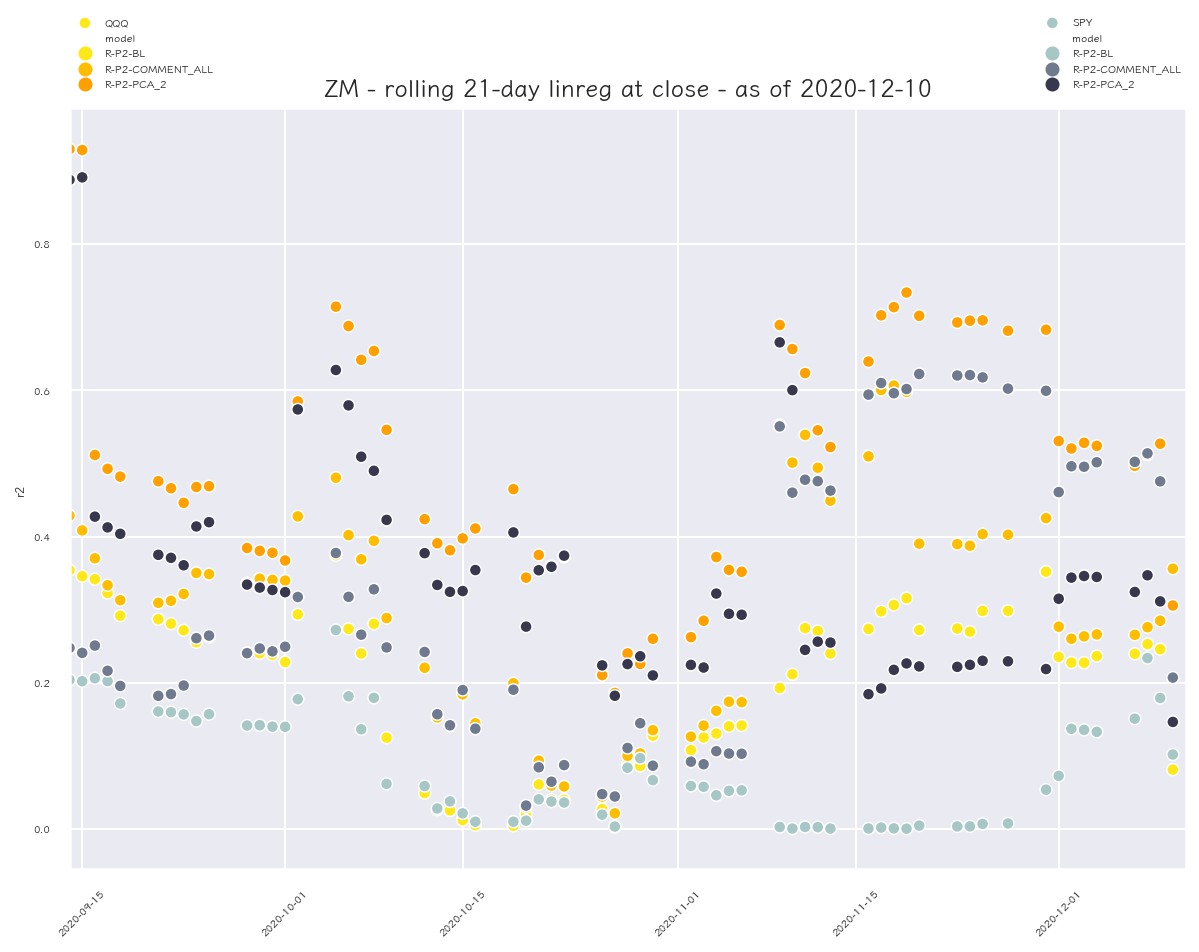 QQQ
model
R-P2-BL
R-P2-COMMENT_ALL
R-P2-PCA_2
SPY
model
R-P2-BL
R-P2-COMMENT_ALL
R-P2-PCA_2
ZM - rolling 21-day linreg at close - as of 2020-12-10
r2
0.8
0.6
0.4
0.2
0.0
2020-09-15
2020-10-01
2020-10-15
2020-11-01
2020-11-15
2020-12-01